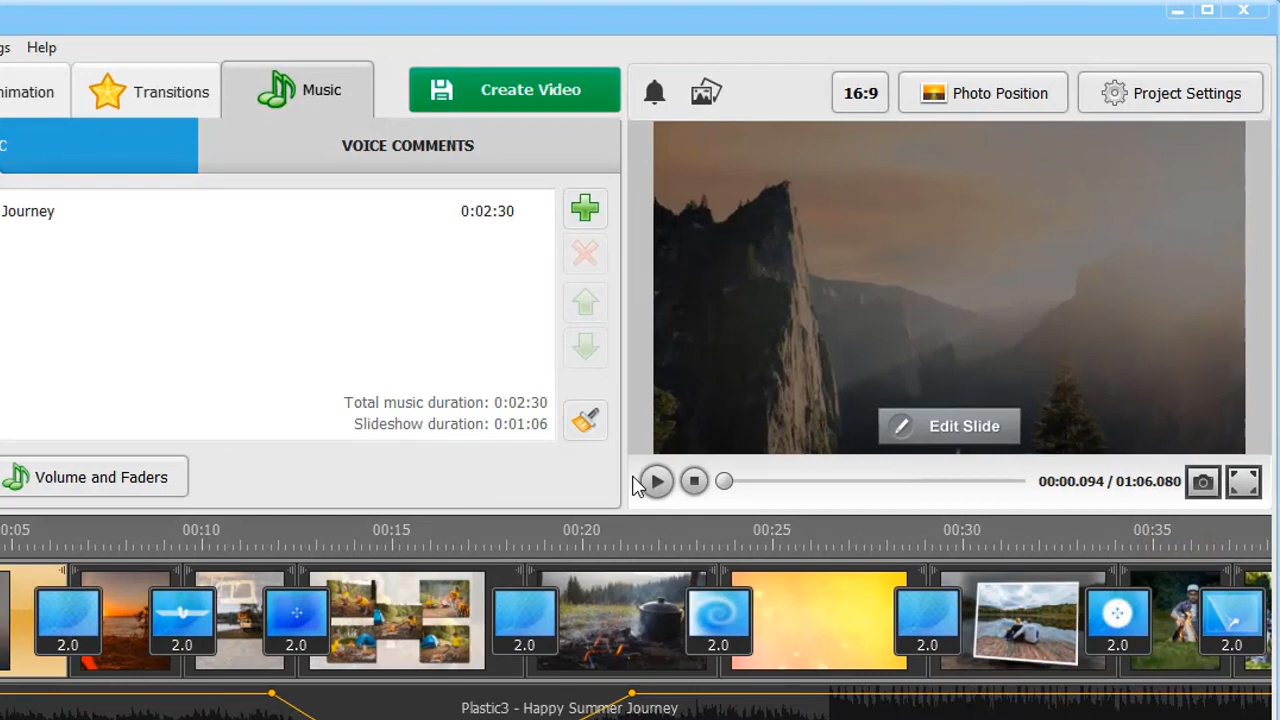 gs Help
nimation Transitions Music Create Video 16:9 Photo Position Project Settings
C VOICE COMMENTS
Journey 0:02:30
Total music duration: 0:02:30
Slideshow duration: 0:01:06
Edit Slide
Volume and Faders
00:00.094 / 01:06.080
0:05 00:10 00:15 00:20 00:25 00:30 00:35
2.0 2.0 2.0 2.0 2.0 2.0 2.0 2.0
Plastic3 - Happy Summer Journey